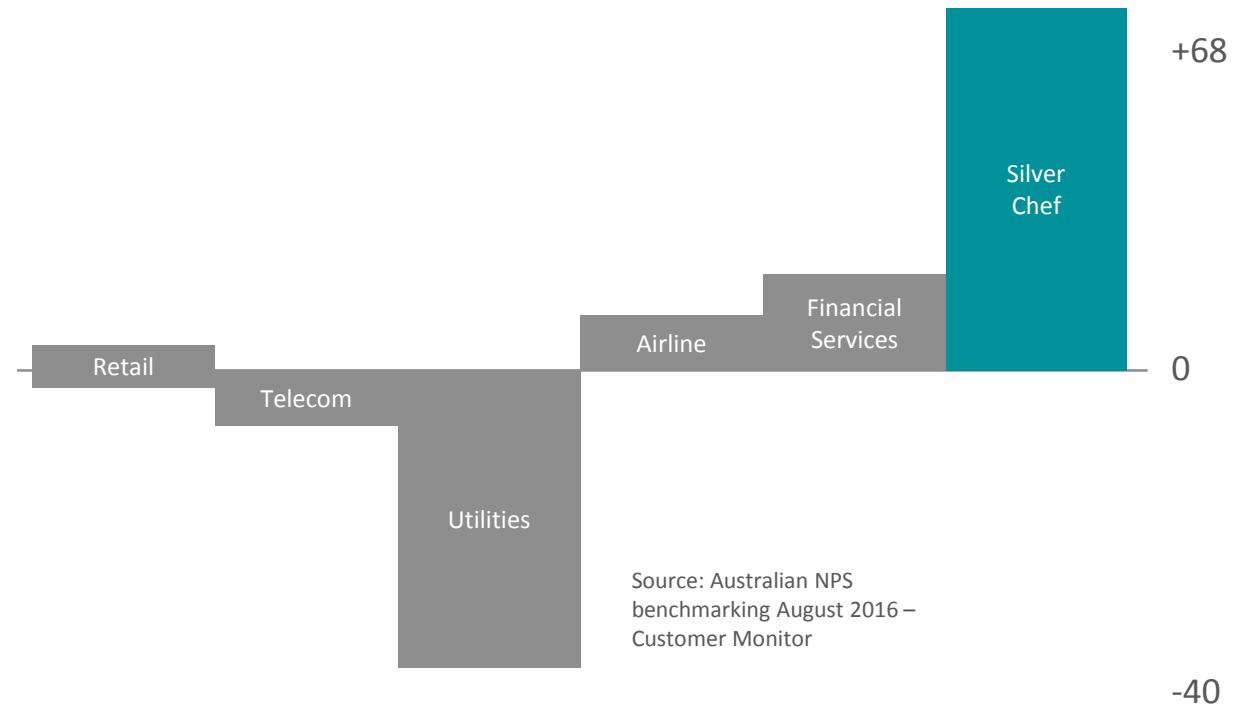 +68
Silver
Chef
Financial
Services
Airline
Retail
0
Telecom
Utilities
Source: Australian NPS
benchmarking August 2016 –
Customer Monitor
-40